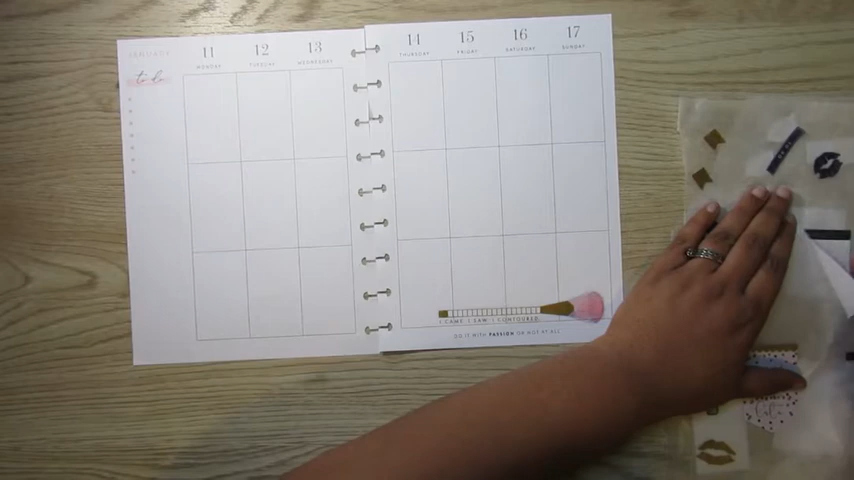 JANUARY
to do
11
MONDAY
12
TUESDAY
13
WEDNESDAY
14
THURSDAY
15
FRIDAY
16
SATURDAY
17
SUNDAY
I CAME I SAW I CONTOURED
DO IT WITH PASSION OR NOT AT ALL